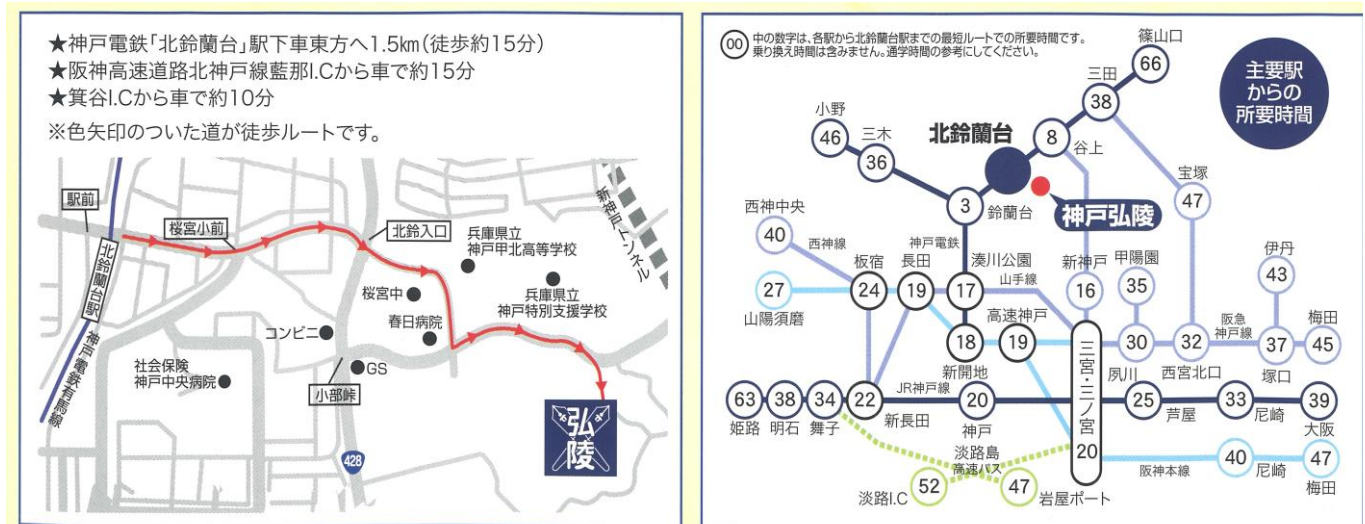 ★神戸電鉄「北鈴蘭台」駅下車東方へ1.5km(徒歩約15分)
★阪神高速道路北神戸線藍那I.Cから車で約15分
★箕谷I.Cから車で約10分
※色矢印のついた道が徒歩ルートです。
駅前
桜宮小前
北鈴入口
新神戸トンネル
兵庫県立
神戸甲北高等学校
北鈴蘭台駅
桜宮中
兵庫県立
神戸特別支援学校
春日病院
コンビニ
神戸電鉄有馬線
社会保険
神戸中央病院
GS
小部峠
弘陵
428
00
中の数字は、各駅から北鈴蘭台駅までの最短ルートでの所要時間です。
乗り換え時間は含みません。通学時間の参考にしてください。
主要駅
からの
所要時間
篠山口
66
三田
38
小野
46
三木
36
北鈴蘭台
8
谷上
宝塚
47
3
鈴蘭台
神戸弘陵
西神中央
40
西神線
神戸電鉄
湊川公園
山手線
新神戸
16
甲陽園
35
伊丹
43
板宿
24
長田
19
17
27
山陽須磨
高速神戸
19
18
新開地
三宮・三ノ宮
20
30
夙川
32
西宮北口
阪急
神戸線
37
塚口
梅田
45
JR神戸線
63
姫路
38
明石
34
舞子
22
新長田
20
神戸
25
芦屋
33
尼崎
39
大阪
淡路島
高速バス
52
淡路I.C
47
岩屋ポート
阪神本線
40
尼崎
47
梅田